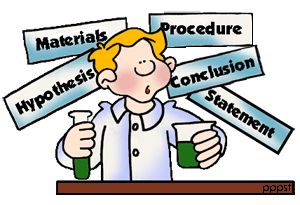 Materials
Procedure
Hypothesis
Conclusion
Statement
pppst